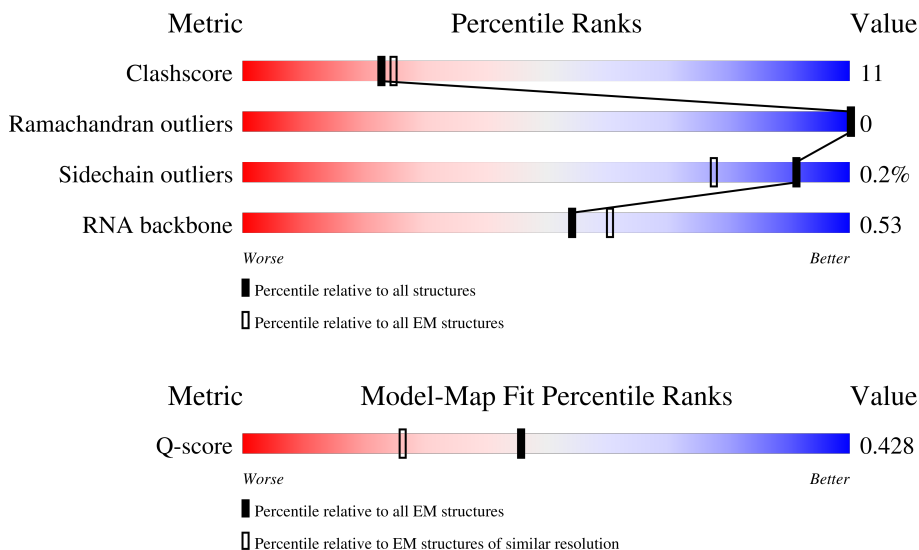 Metric Percentile Ranks Value
Clashscore 11
Ramachandran outliers 0
Sidechain outliers 0.2%
RNA backbone 0.53
Worse Better
Percentile relative to all structures
Percentile relative to all EM structures
Metric Model-Map Fit Percentile Ranks Value
Q-score 0.428
Worse Better
Percentile relative to all EM structures
Percentile relative to EM structures of similar resolution